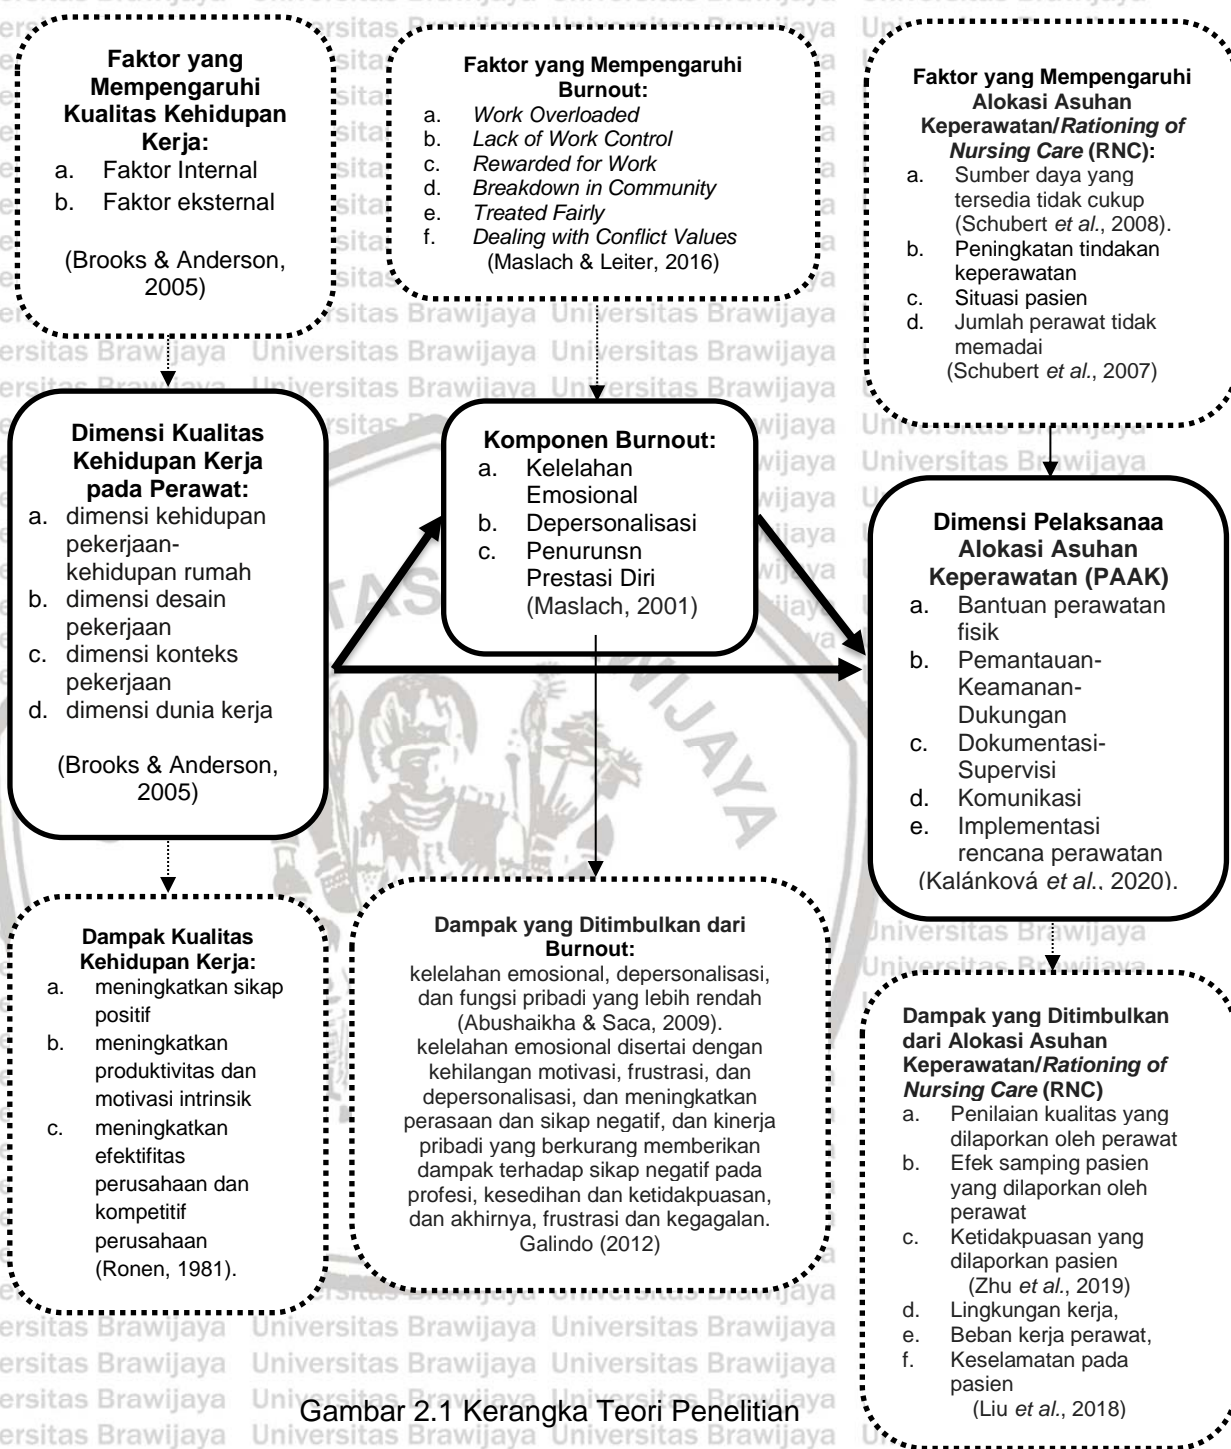 Faktor yang
Mempengaruhi
Kualitas Kehidupan
Kerja:
a. Faktor Internal
b. Faktor eksternal
(Brooks & Anderson,
2005)
Faktor yang Mempengaruhi
Burnout:
a. Work Overloaded
b. Lack of Work Control
c. Rewarded for Work
d. Breakdown in Community
e. Treated Fairly
f. Dealing with Conflict Values
(Maslach & Leiter, 2016)
Faktor yang Mempengaruhi
Alokasi Asuhan
Keperawatan/Rationing of
Nursing Care (RNC):
a. Sumber daya yang
tersedia tidak cukup
(Schubert et al., 2008).
b. Peningkatan tindakan
keperawatan
c. Situasi pasien
d. Jumlah perawat tidak
memadai
(Schubert et al., 2007)
Dimensi Kualitas
Kehidupan Kerja
pada Perawat:
a. dimensi kehidupan
pekerjaan-
kehidupan rumah
b. dimensi desain
pekerjaan
c. dimensi konteks
pekerjaan
d. dimensi dunia kerja
(Brooks & Anderson,
2005)
Komponen Burnout:
a. Kelelahan
Emosional
b. Depersonalisasi
c. Penurunsn
Prestasi Diri
(Maslach, 2001)
Dimensi Pelaksanaa
Alokasi Asuhan
Keperawatan (PAAK)
a. Bantuan perawatan
fisik
b. Pemantauan-
Keamanan-
Dukungan
c. Dokumentasi-
Supervisi
d. Komunikasi
e. Implementasi
rencana perawatan
(Kalánková et al., 2020).
Dampak Kualitas
Kehidupan Kerja:
a. meningkatkan sikap
positif
b. meningkatkan
produktivitas dan
motivasi intrinsik
c. meningkatkan
efektifitas
perusahaan dan
kompetitif
perusahaan
(Ronen, 1981).
Dampak yang Ditimbulkan dari
Burnout:
kelelahan emosional, depersonalisasi,
dan fungsi pribadi yang lebih rendah
(Abushaikha & Saca, 2009).
kelelahan emosional disertai dengan
kehilangan motivasi, frustrasi, dan
depersonalisasi, dan meningkatkan
perasaan dan sikap negatif, dan kinerja
pribadi yang berkurang memberikan
dampak terhadap sikap negatif pada
profesi, kesedihan dan ketidakpuasan,
dan akhirnya, frustrasi dan kegagalan.
Galindo (2012)
Dampak yang Ditimbulkan
dari Alokasi Asuhan
Keperawatan/Rationing of
Nursing Care (RNC)
a. Penilaian kualitas yang
dilaporkan oleh perawat
b. Efek samping pasien
yang dilaporkan oleh
perawat
c. Ketidakpuasan yang
dilaporkan pasien
(Zhu et al., 2019)
d. Lingkungan kerja,
e. Beban kerja perawat,
f. Keselamatan pada
pasien
(Liu et al., 2018)
Gambar 2.1 Kerangka Teori Penelitian